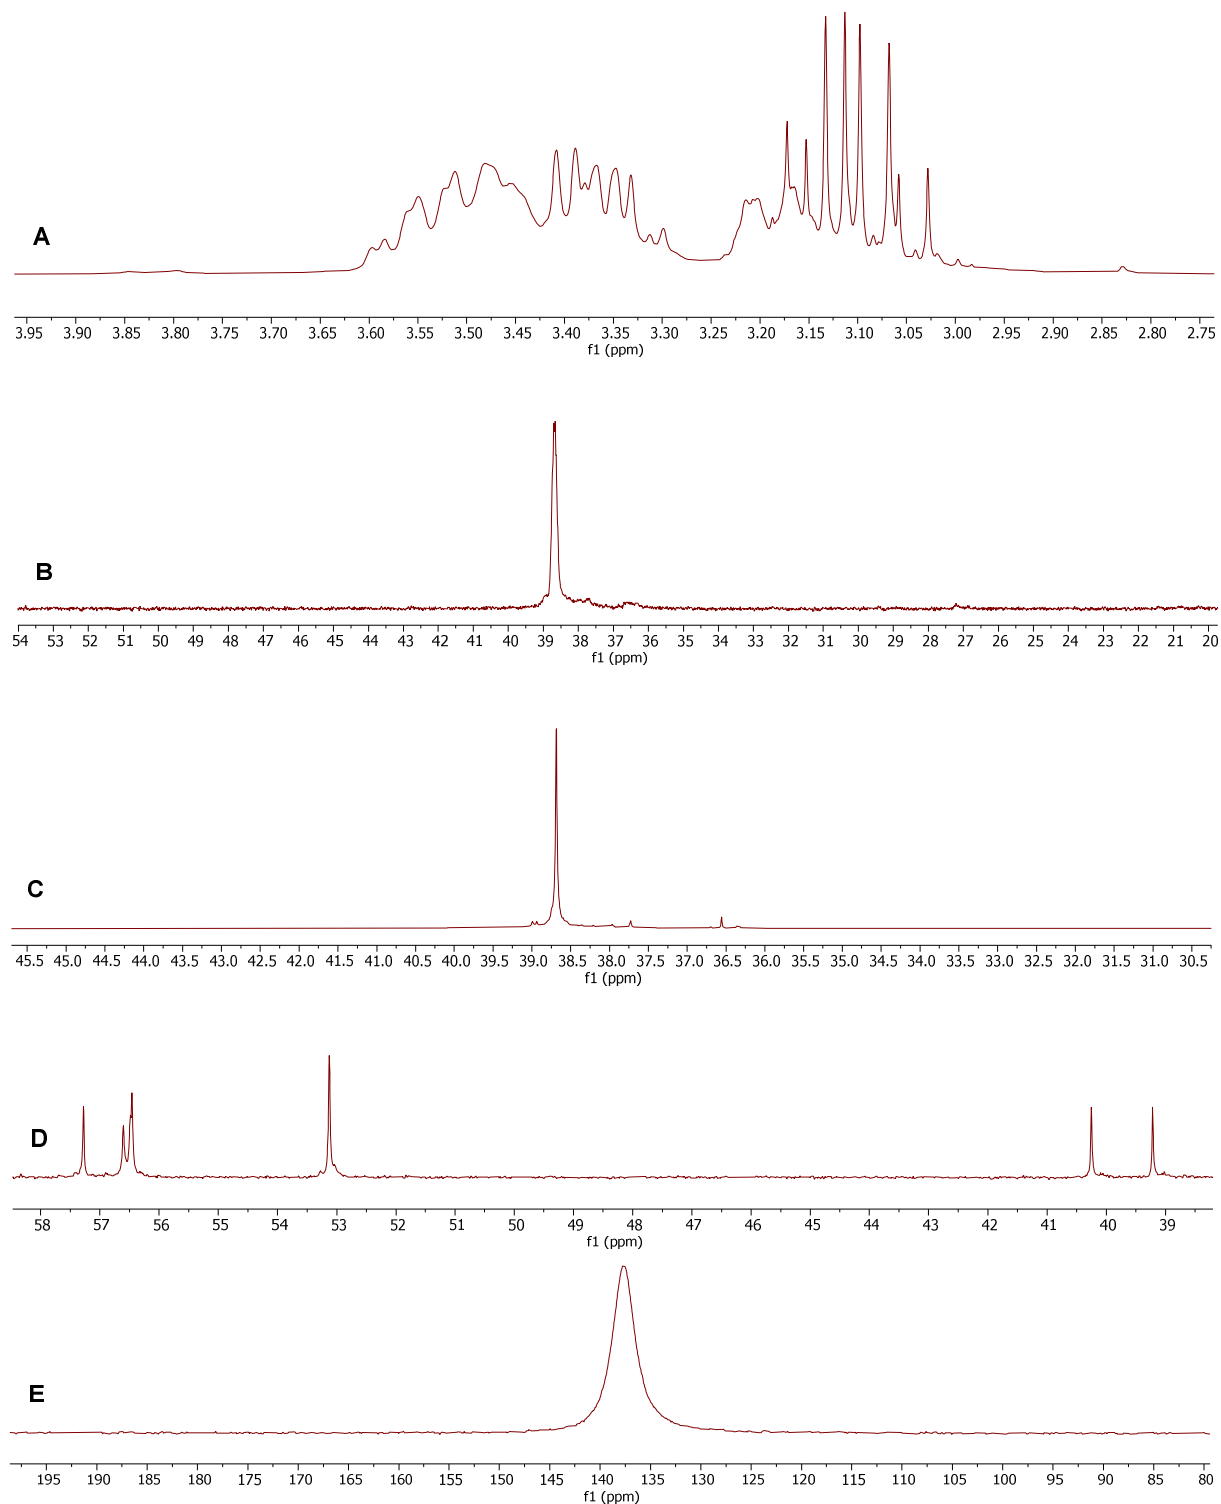 A
3.95 3.90 3.85 3.80 3.75 3.70 3.65 3.60 3.55 3.50 3.45 3.40 3.35 3.30 3.25 3.20 3.15 3.10 3.05 3.00 2.95 2.90 2.85 2.80 2.75
f1 (ppm)
B
54 53 52 51 50 49 48 47 46 45 44 43 42 41 40 39 38 37 36 35 34 33 32 31 30 29 28 27 26 25 24 23 22 21 20
f1 (ppm)
C
45.5 45.0 44.5 44.0 43.5 43.0 42.5 42.0 41.5 41.0 40.5 40.0 39.5 39.0 38.5 38.0 37.5 37.0 36.5 36.0 35.5 35.0 34.5 34.0 33.5 33.0 32.5 32.0 31.5 31.0 30.5
f1 (ppm)
D
58 57 56 55 54 53 52 51 50 49 48 47 46 45 44 43 42 41 40 39
f1 (ppm)
E
195 190 185 180 175 170 165 160 155 150 145 140 135 130 125 120 115 110 105 100 95 90 85 80
f1 (ppm)